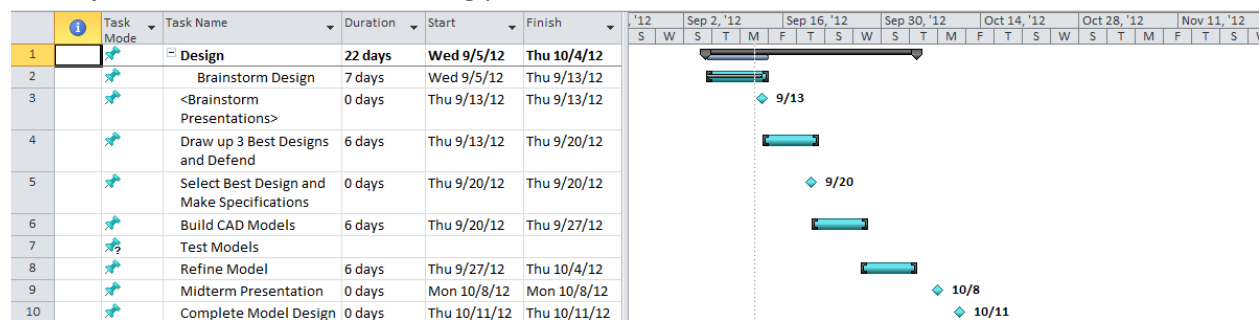 Task Mode Task Name Duration Start Finish , '12 Sep 2, '12 Sep 16, '12 Sep 30, '12 Oct 14, '12 Oct 28, '12 Nov 11, '12
S W S T M F T S W S T M F T S W S T M F T S
1 Design 22 days Wed 9/5/12 Thu 10/4/12
2 Brainstorm Design 7 days Wed 9/5/12 Thu 9/13/12
3 <Brainstorm Presentations> 0 days Thu 9/13/12 Thu 9/13/12 9/13
4 Draw up 3 Best Designs and Defend 6 days Thu 9/13/12 Thu 9/20/12
5 Select Best Design and Make Specifications 0 days Thu 9/20/12 Thu 9/20/12 9/20
6 Build CAD Models 6 days Thu 9/20/12 Thu 9/27/12
7 ? Test Models
8 Refine Model 6 days Thu 9/27/12 Thu 10/4/12
9 Midterm Presentation 0 days Mon 10/8/12 Mon 10/8/12 10/8
10 Complete Model Design 0 days Thu 10/11/12 Thu 10/11/12 10/11